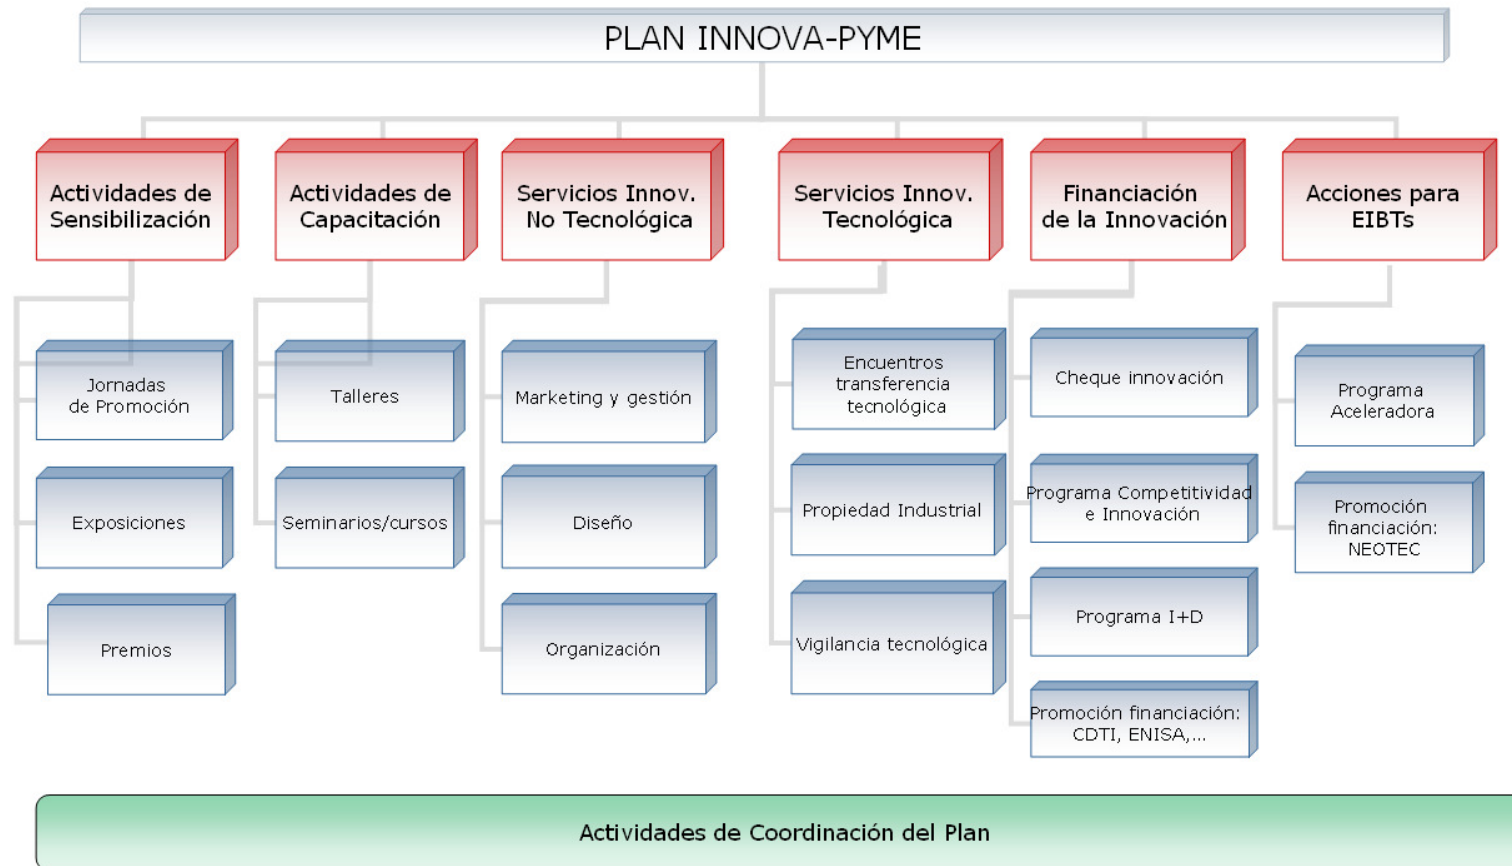 PLAN INNOVA-PYME
Actividades de
Sensibilización
Actividades de
Capacitación
Servicios Innov.
No Tecnológica
Servicios Innov.
Tecnológica
Financiación
de la Innovación
Acciones para
EIBTs
Jornadas
de Promoción
Exposiciones
Premios
Talleres
Seminarios/cursos
Marketing y gestión
Diseño
Organización
Encuentros
transferencia
tecnológica
Propiedad Industrial
Vigilancia tecnológica
Cheque innovación
Programa Competitividad
e Innovación
Programa I+D
Promoción financiación:
CDTI, ENISA,...
Programa
Aceleradora
Promoción
financiación:
NEOTEC
Actividades de Coordinación del Plan